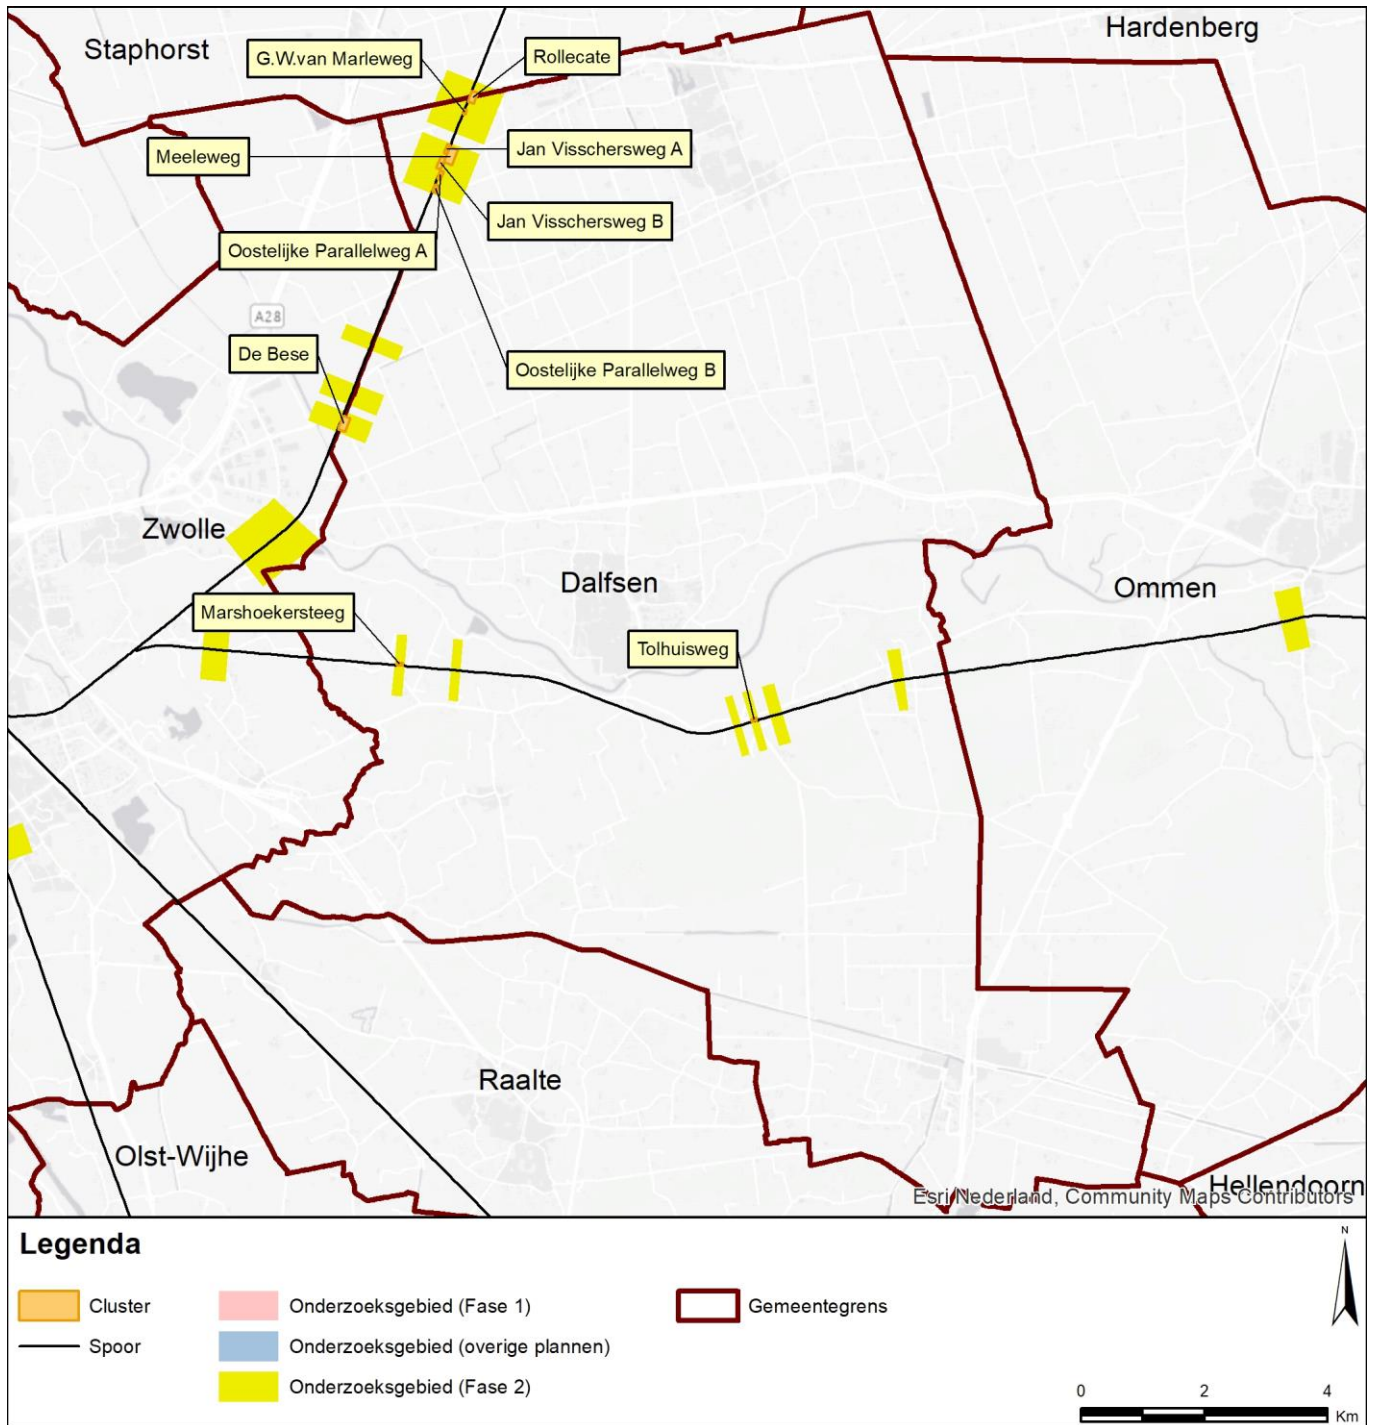 Hardenberg
Staphorst
G.W.van Marleweg
Rollecate
Meeleweg
Jan Visschersweg A
Jan Visschersweg B
Oostelijke Parallelweg A
A28
De Bese
Oostelijke Parallelweg B
Zwolle
Dalfsen
Ommen
Marshoekersteeg
Tolhuisweg
Raalte
Olst-Wijhe
Hellendoorn
Esri Nederland, Community Maps Contributors
Legenda
N
Cluster
Onderzoeksgebied (Fase 1)
Gemeentegrens
Spoor
Onderzoeksgebied (overige plannen)
Onderzoeksgebied (Fase 2)
0 2 4
Km